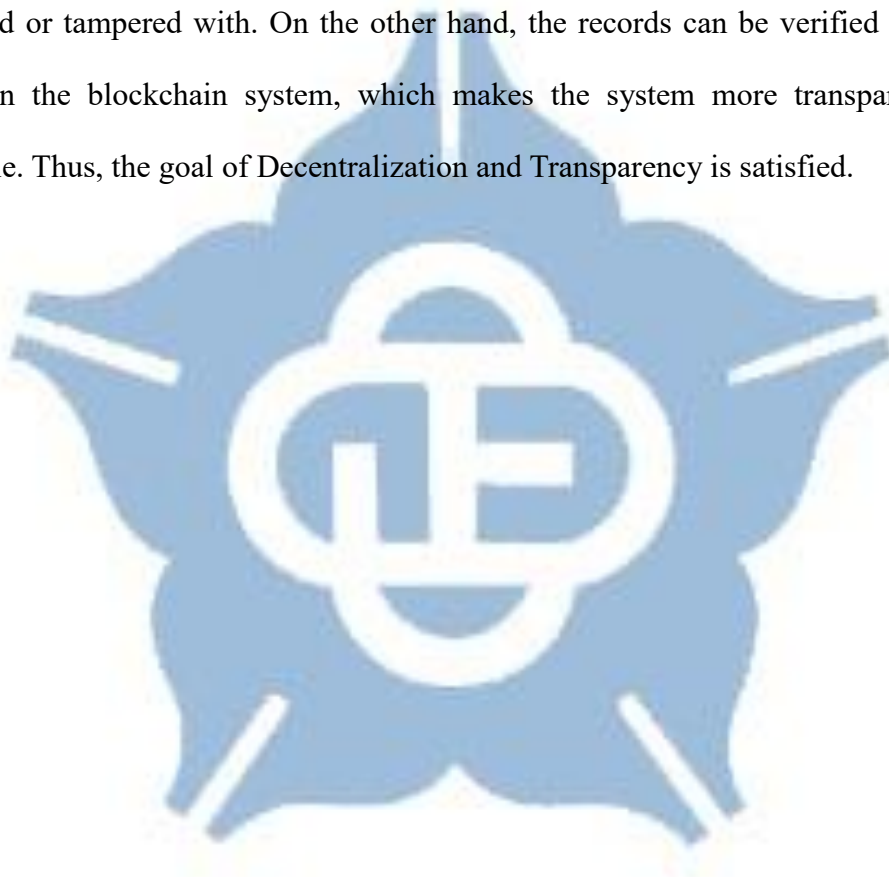 d or tampered with. On the other hand, the records can be verified
n the blockchain system, which makes the system more transpar
e. Thus, the goal of Decentralization and Transparency is satisfied.